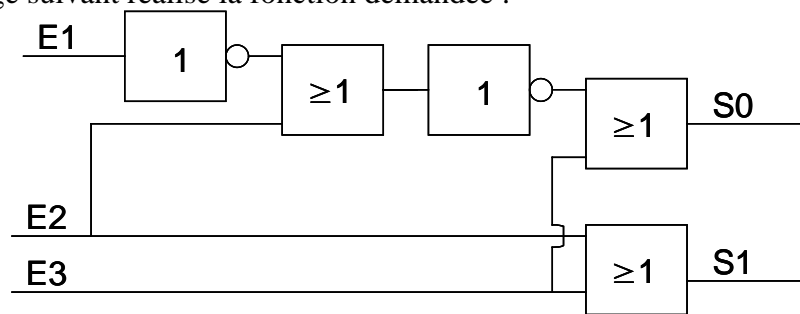 ge suivant réalise la fonction demandée :
E1
1
≥1
1
≥1
S0
E2
E3
≥1
S1